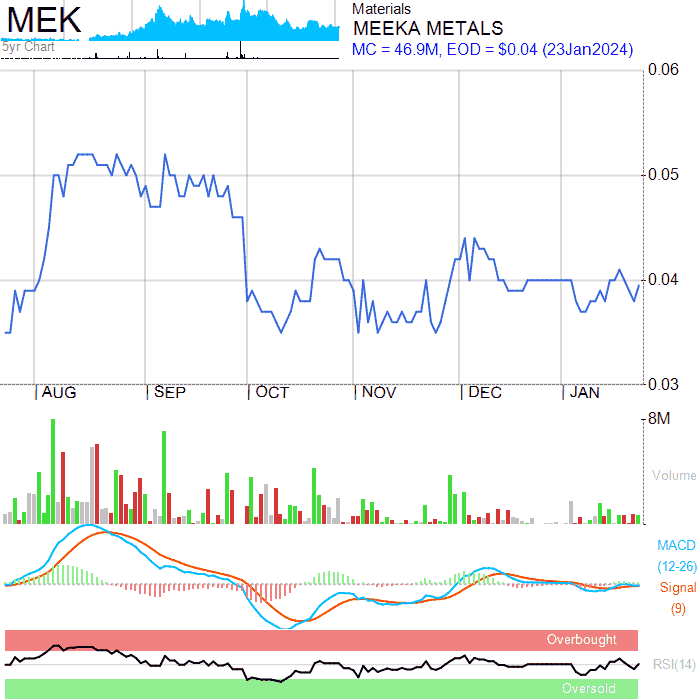 MEK
5yr Chart
Materials
MEEKA METALS
MC = 46.9M, EOD = $0.04 (23Jan2024)
0.06
0.05
0.04
0.03
AUG
SEP
OCT
NOV
DEC
JAN
8M
Volume
MACD
(12-26)
Signal
(9)
Overbought
RSI(14)
Oversold